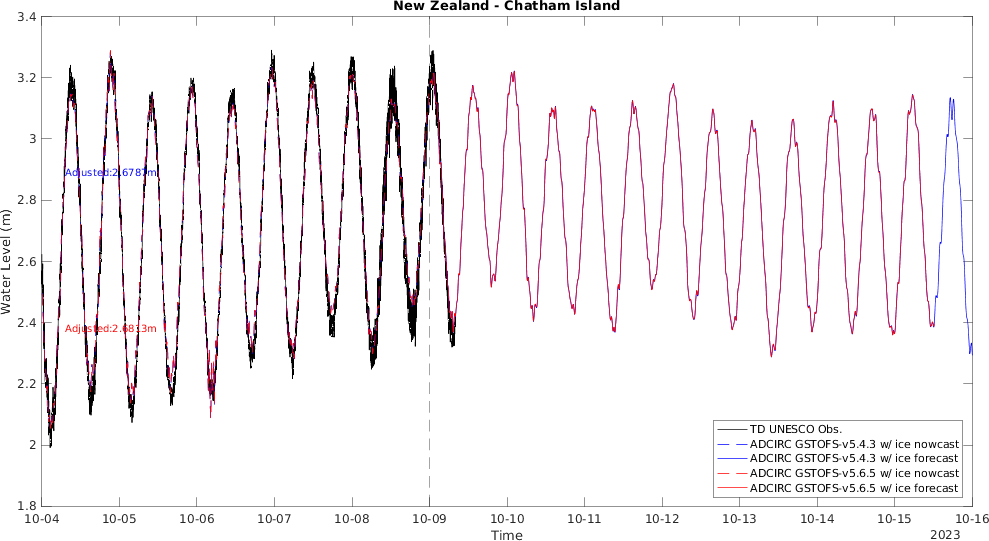 New Zealand - Chatham Island
3.4
3.2
3
2.8
2.6
2.4
2.2
2
1.8
Water Level (m)
Adjusted:2.6787m
Adjusted:2.6813m
TD UNESCO Obs.
ADCIRC GSTOFS-v5.4.3 w/ ice nowcast
ADCIRC GSTOFS-v5.4.3 w/ ice forecast
ADCIRC GSTOFS-v5.6.5 w/ ice nowcast
ADCIRC GSTOFS-v5.6.5 w/ ice forecast
10-04 10-05 10-06 10-07 10-08 10-09 10-10 10-11 10-12 10-13 10-14 10-15 10-16
Time
2023